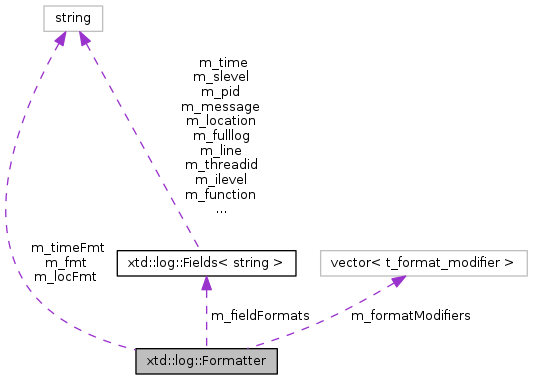 string
m_time
m_slevel
m_pid
m_message
m_location
m_fulllog
m_line
m_threadid
m_ilevel
m_function
...
m_timeFmt
m_fmt
m_locFmt
xtd::log::Fields< string >
vector< t_format_modifier >
m_fieldFormats
m_formatModifiers
xtd::log::Formatter